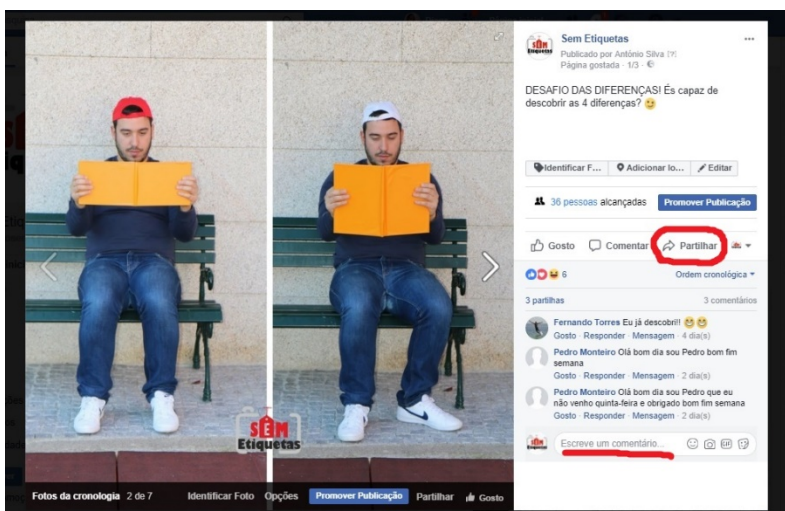 SÊM
Etiquetas
Sem Etiquetas
Publicado por António Silva [?]
Página gostada · 1/3 ·
DESAFIO DAS DIFERENÇAS! És capaz de
descobrir as 4 diferenças?
Identificar F... Adicionar lo... Editar
36 pessoas alcançadas Promover Publicação
Gosto Comentar Partilhar
6 Ordem cronológica
3 partilhas 3 comentários
Fernando Torres Eu já descobri!!
Gosto · Responder · Mensagem · 4 dia(s)
Pedro Monteiro Olá bom dia sou Pedro bom fim
semana
Gosto · Responder · Mensagem · 2 dia(s)
Pedro Monteiro Olá bom dia sou Pedro que eu
não venho quinta-feira e obrigado bom fim semana
Gosto · Responder · Mensagem · 2 dia(s)
Escreve um comentário...
GIF
SÊM
Etiquetas
Fotos da cronologia 2 de 7 Identificar Foto Opções Promover Publicação Partilhar Gosto